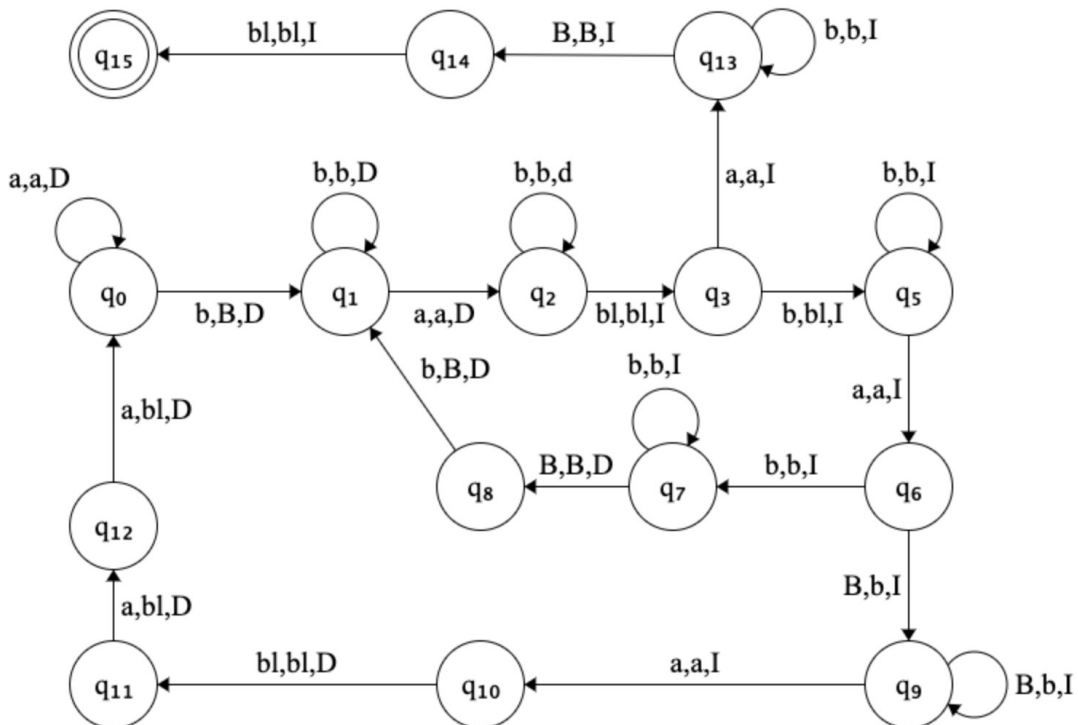 bl,bl,I B,B,I b,b,I
q15 q14 q13
a,a,D b,b,D b,b,d a,a,I b,b,I
q0 q1 q2 q3 q5
b,B,D a,a,D bl,bl,I b,bl,I
b,B,D b,b,I a,a,I
a,bl,D
B,B,D b,b,I
q8 q7 q6
q12
a,bl,D B,b,I
bl,bl,D a,a,I
q11 q10 q9 B,b,I